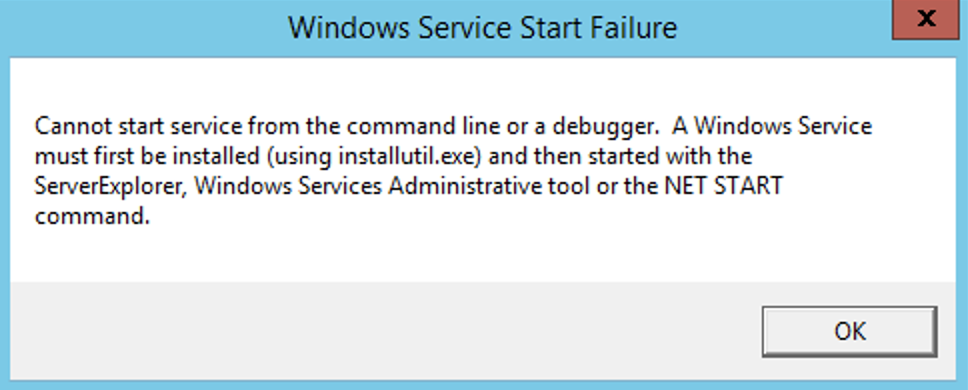 Windows Service Start Failure
x
Cannot start service from the command line or a debugger.  A Windows Service
must first be installed (using installutil.exe) and then started with the
ServerExplorer, Windows Services Administrative tool or the NET START
command.
OK